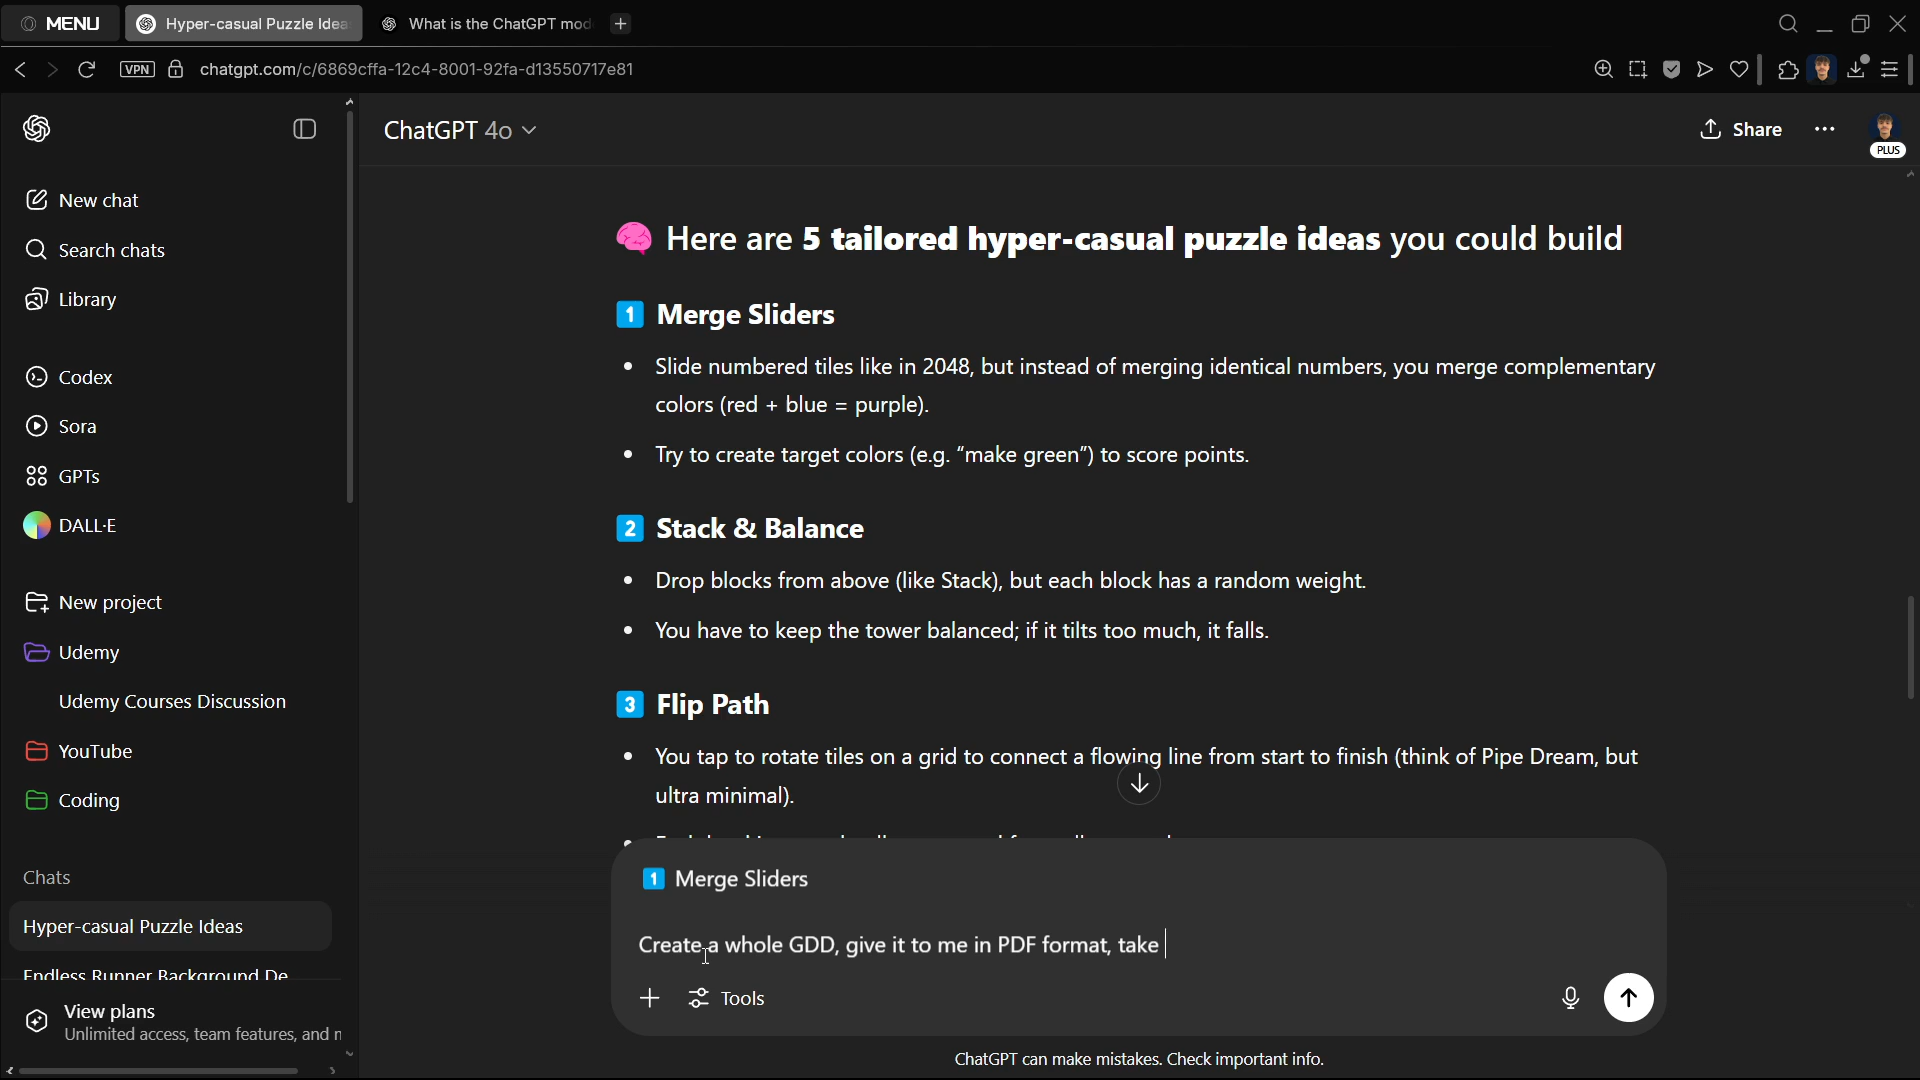 MENU
Hyper-casual Puzzle Idea
What is the ChatGPT mod
VPN
chatgpt.com/c/6869cffa-12c4-8001-92fa-d13550717e81
ChatGPT 4o
Share
PLUS
New chat
Search chats
Library
Codex
Sora
GPTs
DALL·E
New project
Udemy
Udemy Courses Discussion
YouTube
Coding
Chats
Hyper-casual Puzzle Ideas
Endless Runner Background De
View plans
Unlimited access, team features, and
🧠 Here are 5 tailored hyper-casual puzzle ideas you could build
1 Merge Sliders
• Slide numbered tiles like in 2048, but instead of merging identical numbers, you merge complementary
colors (red + blue = purple).
• Try to create target colors (e.g. “make green”) to score points.
2 Stack & Balance
• Drop blocks from above (like Stack), but each block has a random weight.
• You have to keep the tower balanced; if it tilts too much, it falls.
3 Flip Path
• You tap to rotate tiles on a grid to connect a flowing line from start to finish (think of Pipe Dream, but
ultra minimal).
1 Merge Sliders
Create a whole GDD, give it to me in PDF format, take
Tools
ChatGPT can make mistakes. Check important info.